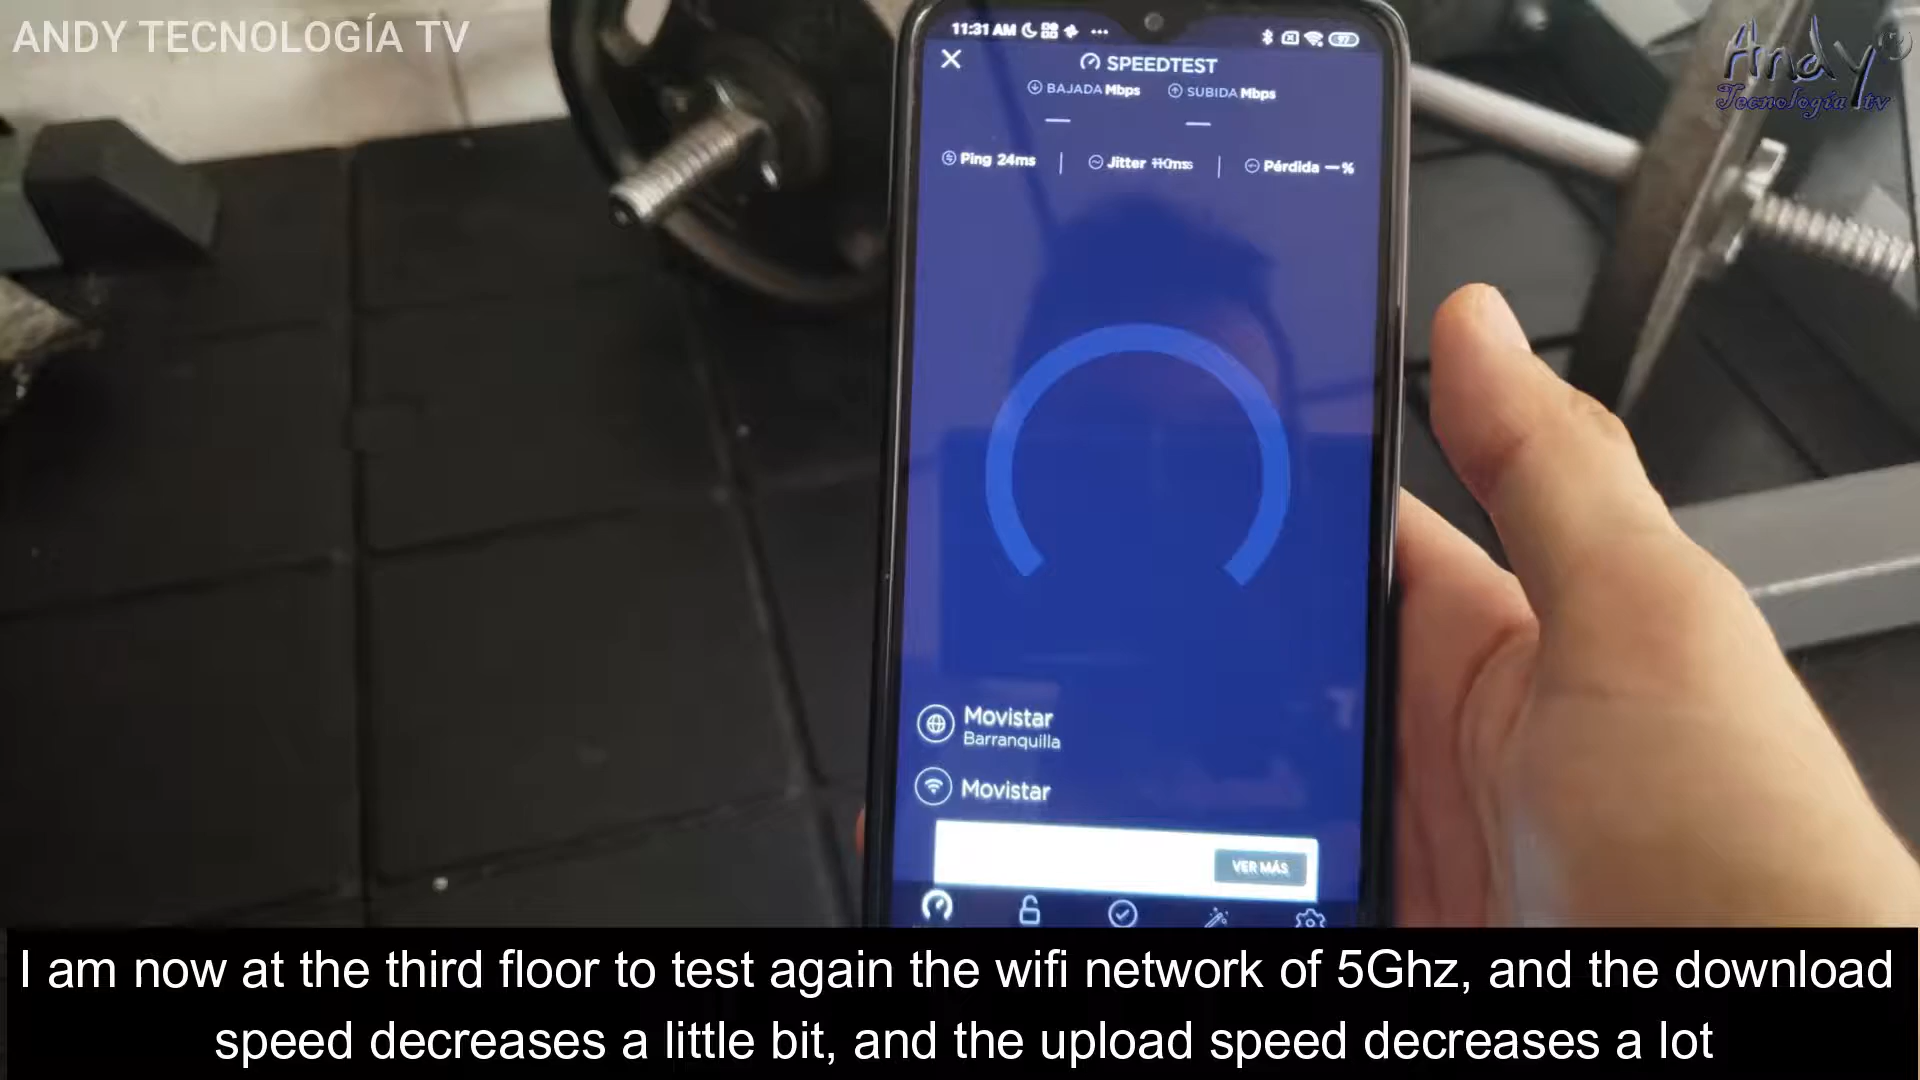 ANDY TECNOLOGÍA TV
Andy
Tecnología tv
11:31 AM
97
SPEEDTEST
BAJADA Mbps SUBIDA Mbps
Ping 24ms Jitter Pérdida — %
Movistar
Barranquilla
Movistar
VER MÁS
I am now at the third floor to test again the wifi network of 5Ghz, and the download
speed decreases a little bit, and the upload speed decreases a lot